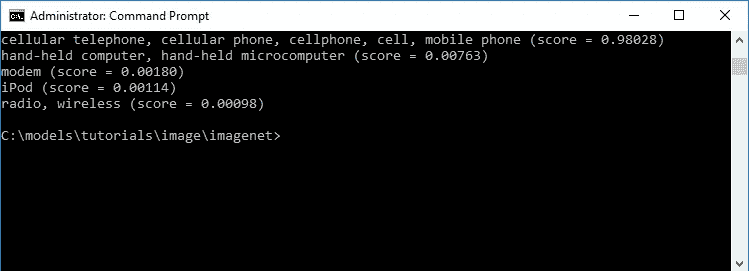 Administrator: Command Prompt
cellular telephone, cellular phone, cellphone, cell, mobile phone (score = 0.98028)
hand-held computer, hand-held microcomputer (score = 0.00763)
modem (score = 0.00180)
iPod (score = 0.00114)
radio, wireless (score = 0.00098)
C:\models\tutorials\image\imagenet>